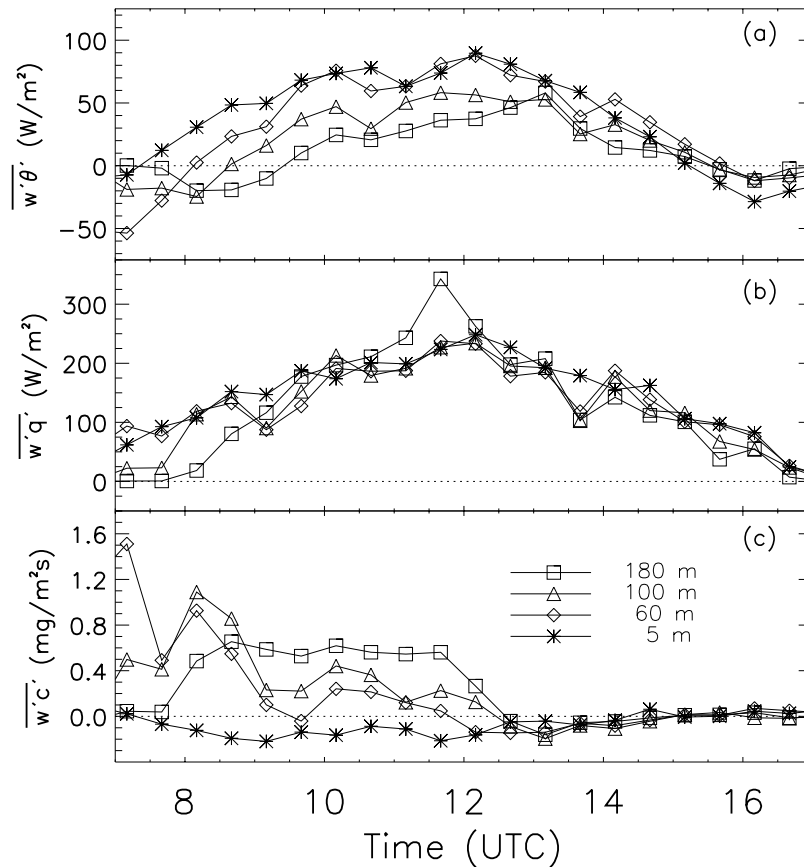 (a)
100
50
0
−50
w′θ′ (W/m²)
(b)
300
200
100
0
w′q′ (W/m²)
(c)
1.6
1.2
0.8
0.4
0.0
w′c′ (mg/m²s)
180 m
100 m
60 m
5 m
8 10 12 14 16
Time (UTC)